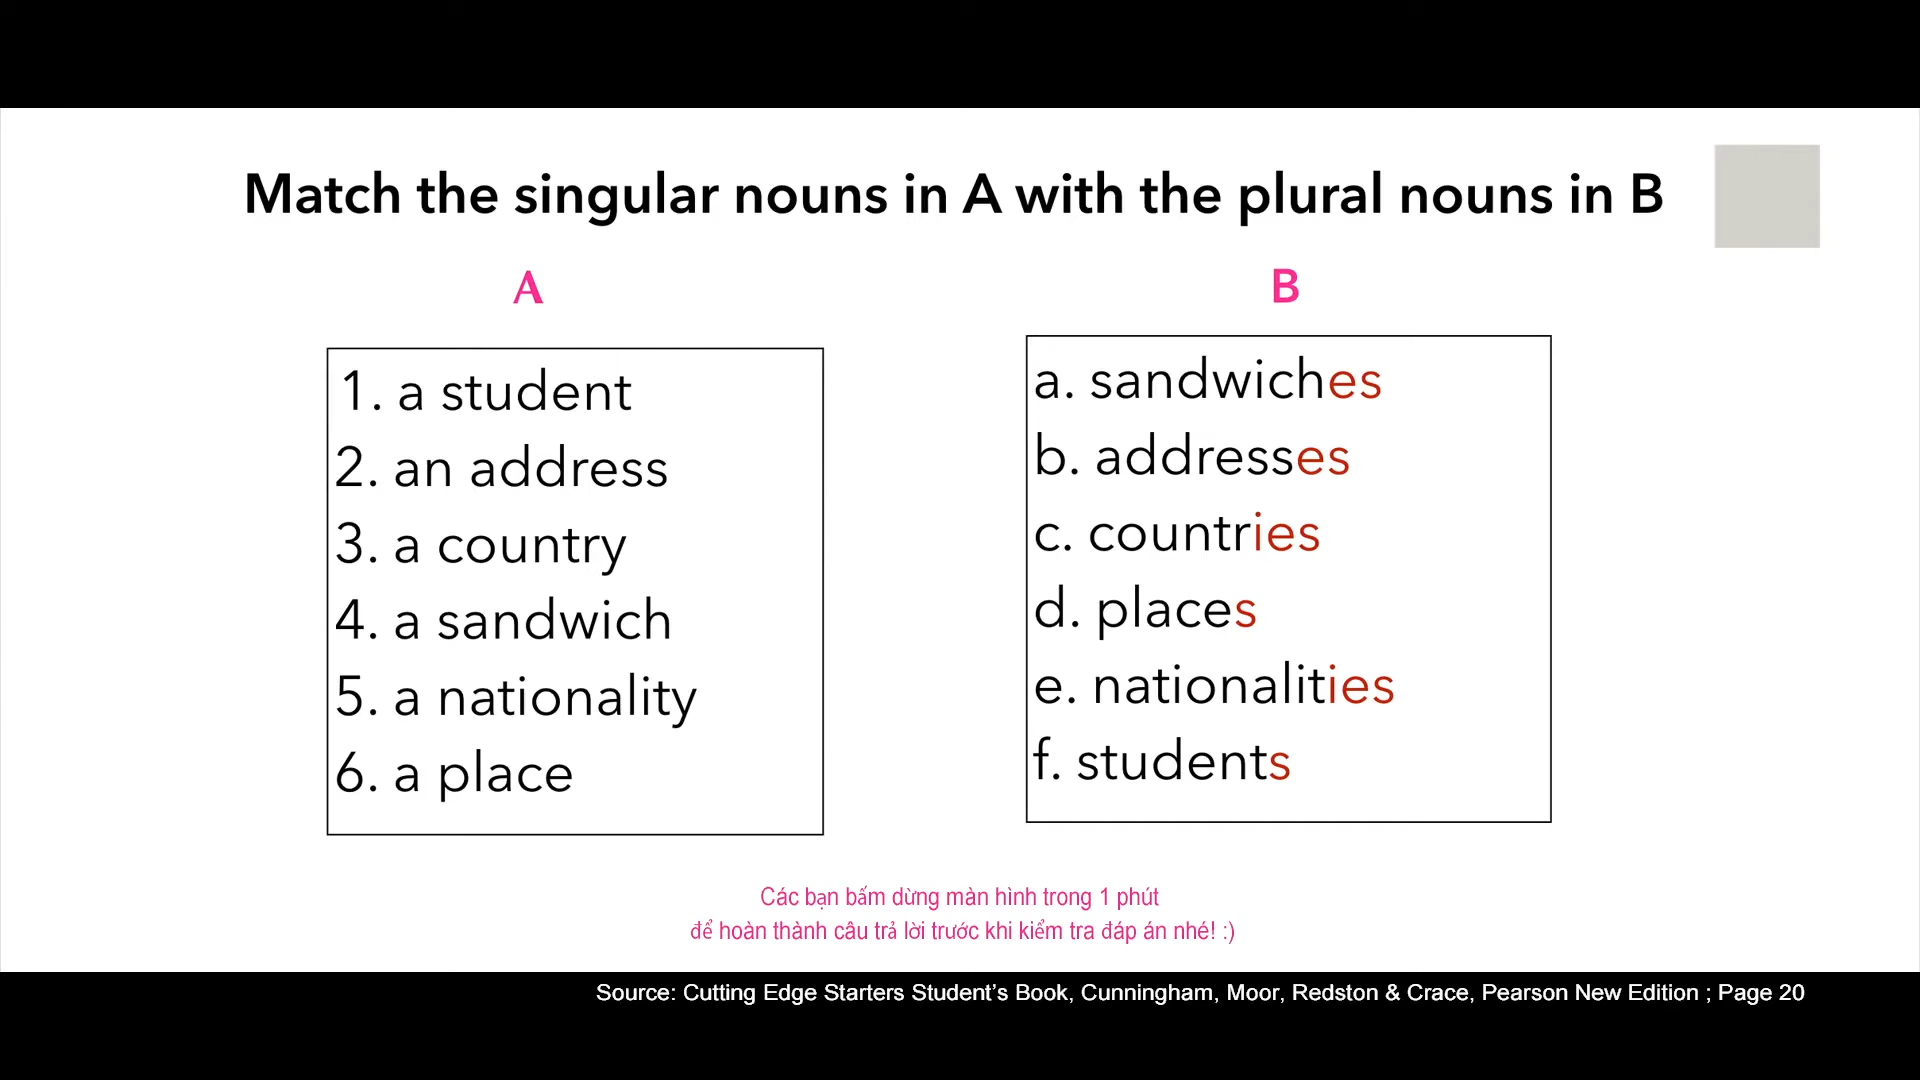 Match the singular nouns in A with the plural nouns in B
A
1. a student
2. an address
3. a country
4. a sandwich
5. a nationality
6. a place
B
a. sandwiches
b. addresses
c. countries
d. places
e. nationalities
f. students
Các bạn bấm dừng màn hình trong 1 phút
để hoàn thành câu trả lời trước khi kiểm tra đáp án nhé! :)
Source: Cutting Edge Starters Student’s Book, Cunningham, Moor, Redston & Crace, Pearson New Edition ; Page 20